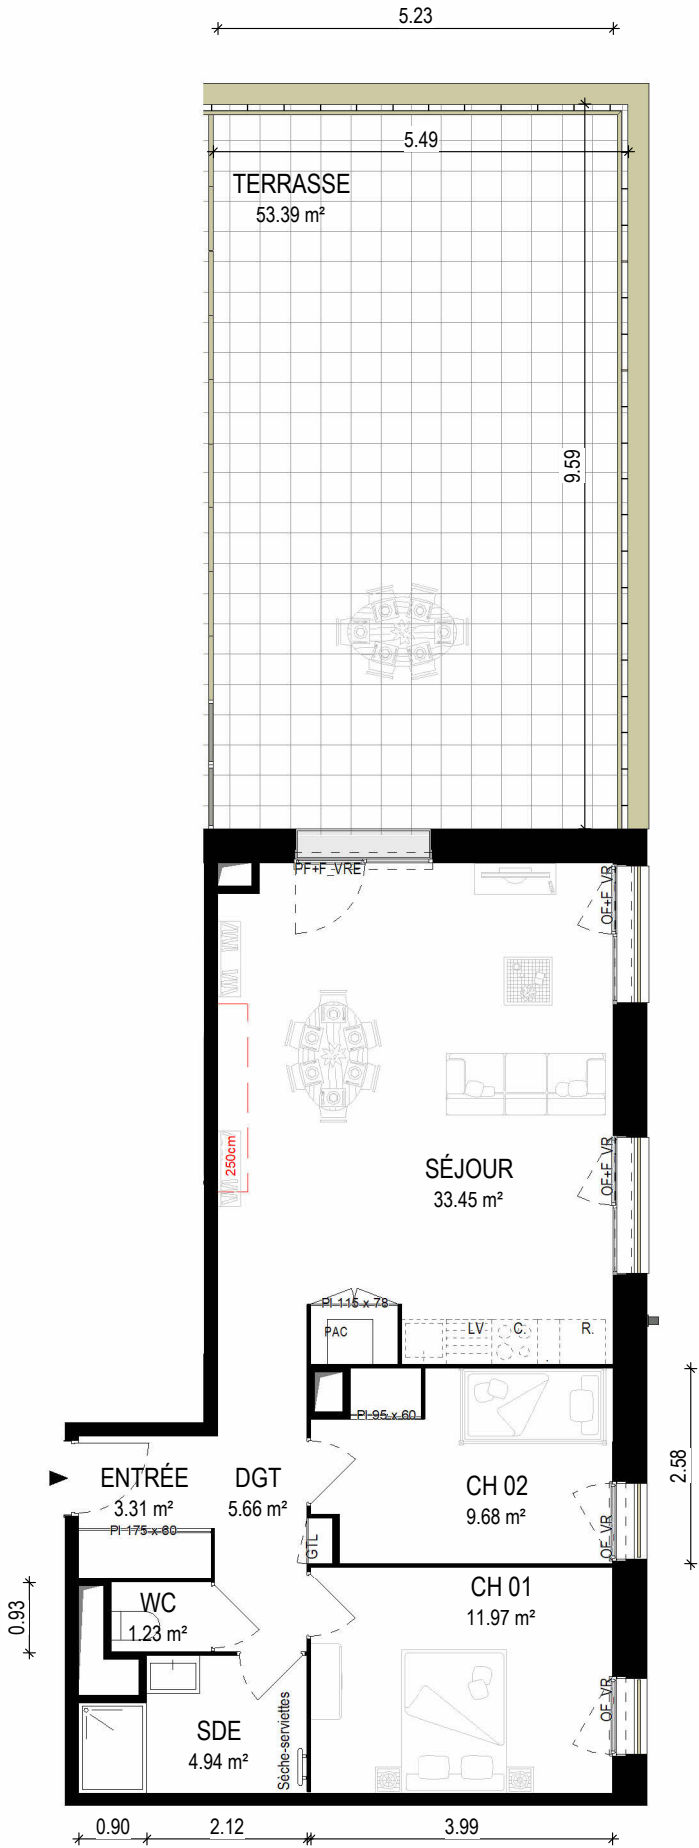 5.23
5.49
TERRASSE
53.39 m²
9.59
PF+F_VRE
OF+F_VR
250cm
SÉJOUR
33.45 m²
OF+F_VR
Pl 115 x 78
PAC
LV
C.
R.
Pl 95 x 60
2.58
ENTRÉE
3.31 m²
DGT
5.66 m²
CH 02
9.68 m²
Pl 175 x 60
GTL
OF_VR
0.93
WC
1.23 m²
CH 01
11.97 m²
OF_VR
SDE
4.94 m²
Sèche-serviettes
0.90
2.12
3.99